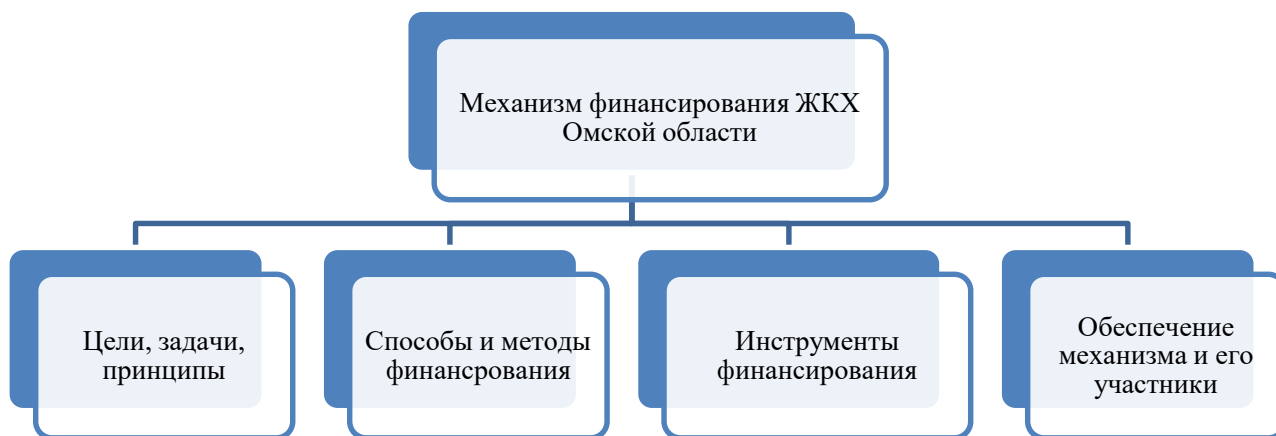 Механизм финансирования ЖКХ
Омской области
Цели, задачи,
принципы
Способы и методы
финансрования
Инструменты
финансирования
Обеспечение
механизма и его
участники